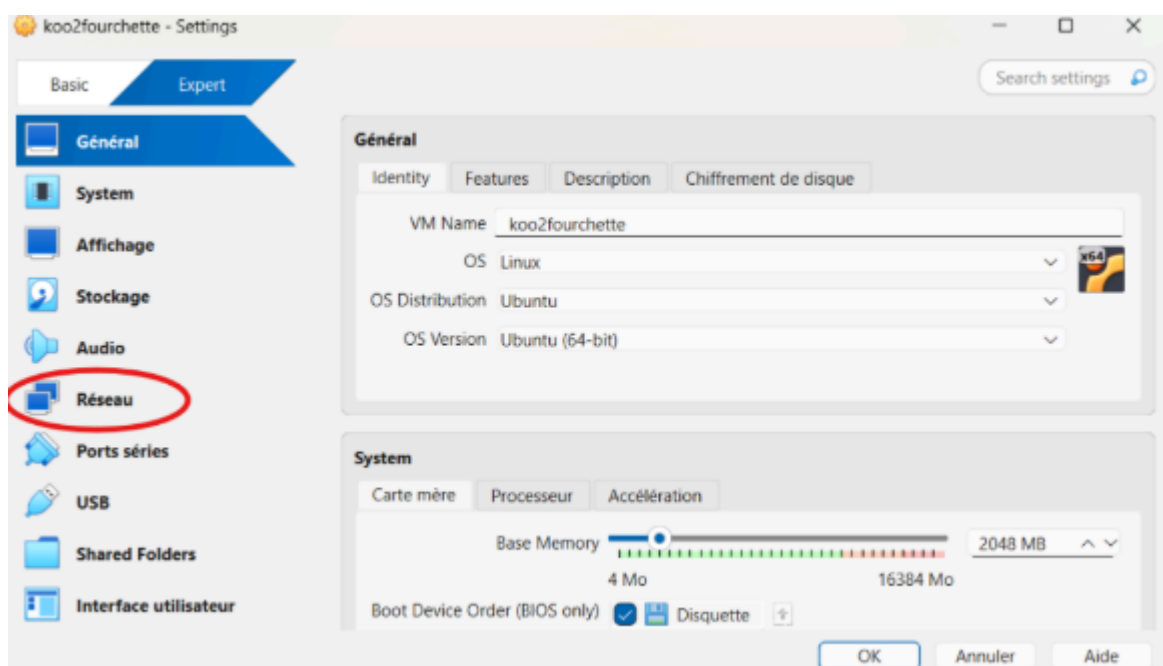 koo2fourchette - Settings
Basic
Expert
Search settings
Général
System
Affichage
Stockage
Audio
Réseau
Ports séries
USB
Shared Folders
Interface utilisateur
Général
Identity Features Description Chiffrement de disque
VM Name koo2fourchette
OS Linux
x64
OS Distribution Ubuntu
OS Version Ubuntu (64-bit)
System
Carte mère Processeur Accélération
Base Memory 2048 MB
4 Mo 16384 Mo
Boot Device Order (BIOS only) Disquette
OK Annuler Aide